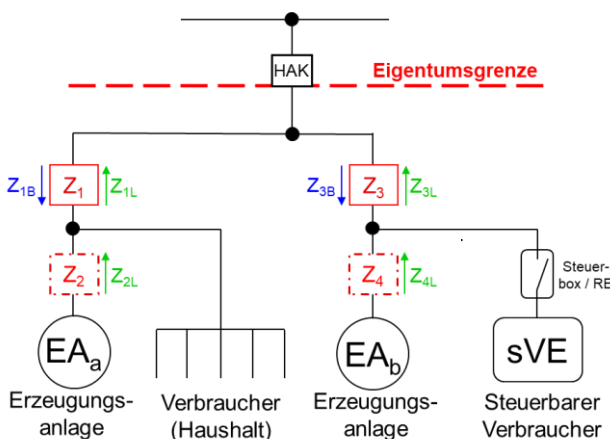 HAK
Eigentumsgrenze
Z1B
Z1
Z1L
Z3B
Z3
Z3L
Z2
Z2L
Z4
Z4L
Steuer-
box / RE
EAa
EAb
sVE
Erzeugungs-
anlage
Verbraucher
(Haushalt)
Erzeugungs-
anlage
Steuerbarer
Verbraucher